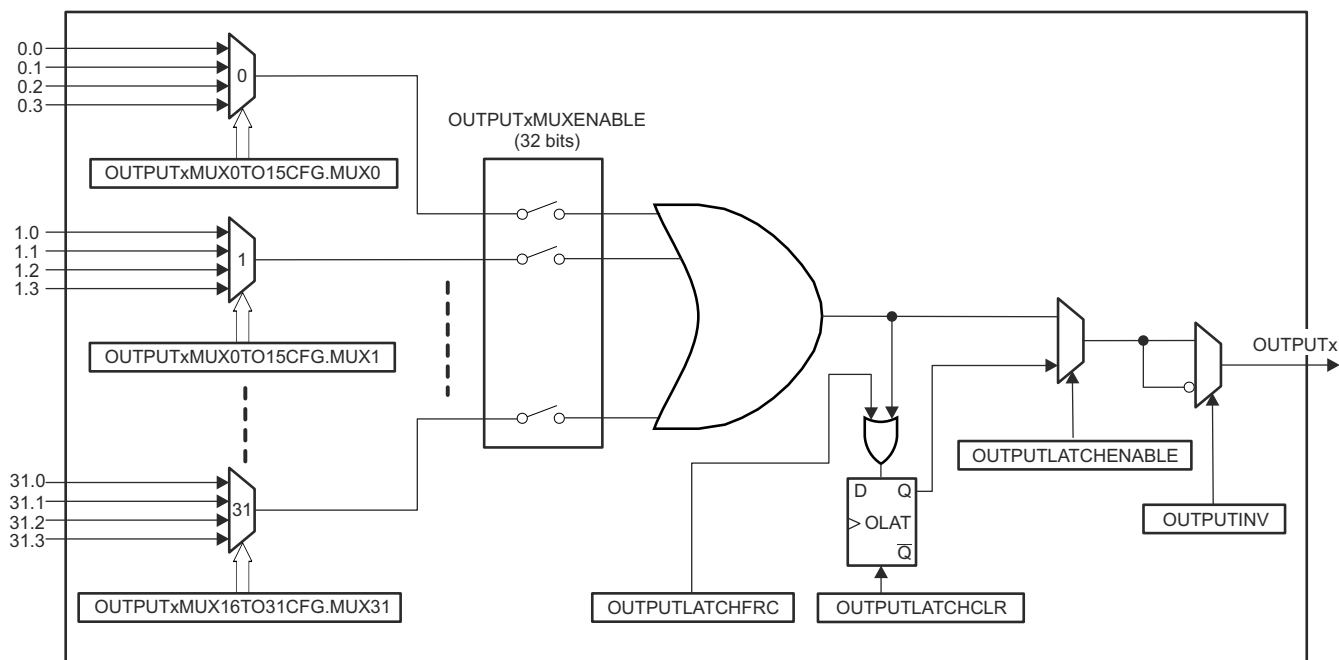 0.0
0.1
0.2
0.3
0
OUTPUTxMUX0TO15CFG.MUX0
1.0
1.1
1.2
1.3
1
OUTPUTxMUX0TO15CFG.MUX1
31.0
31.1
31.2
31.3
31
OUTPUTxMUX16TO31CFG.MUX31
OUTPUTxMUXENABLE
(32 bits)
D Q
OLAT
Q̅
OUTPUTLATCHFRC
OUTPUTLATCHCLR
OUTPUTLATCHENABLE
OUTPUTINV
OUTPUTx